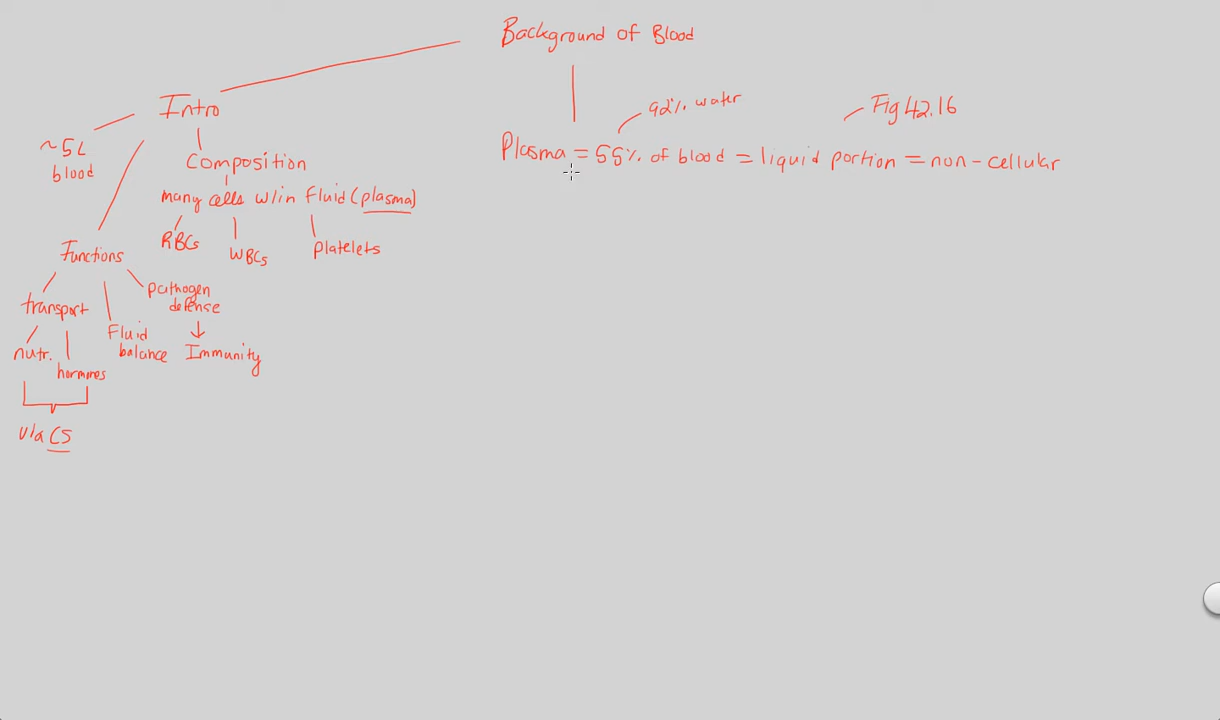 Background of Blood
Intro
~5L
blood
Composition
many cells w/in fluid (plasma)
RBCs
WBCs
platelets
Functions
transport
nutr.
hormones
via CS
Fluid
balance
pathogen
defense
Immunity
92% water
Fig 42.16
Plasma = 55% of blood = liquid portion = non-cellular